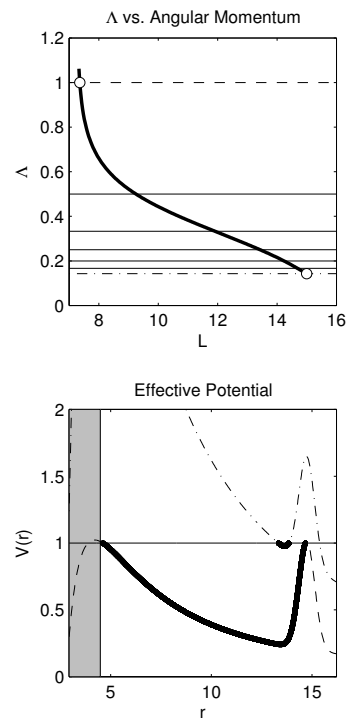 Λ vs. Angular Momentum
1.2
1
0.8
0.6
0.4
0.2
0
Λ
8 10 12 14 16
L
Effective Potential
2
1.5
1
0.5
0
V(r)
5 10 15
r